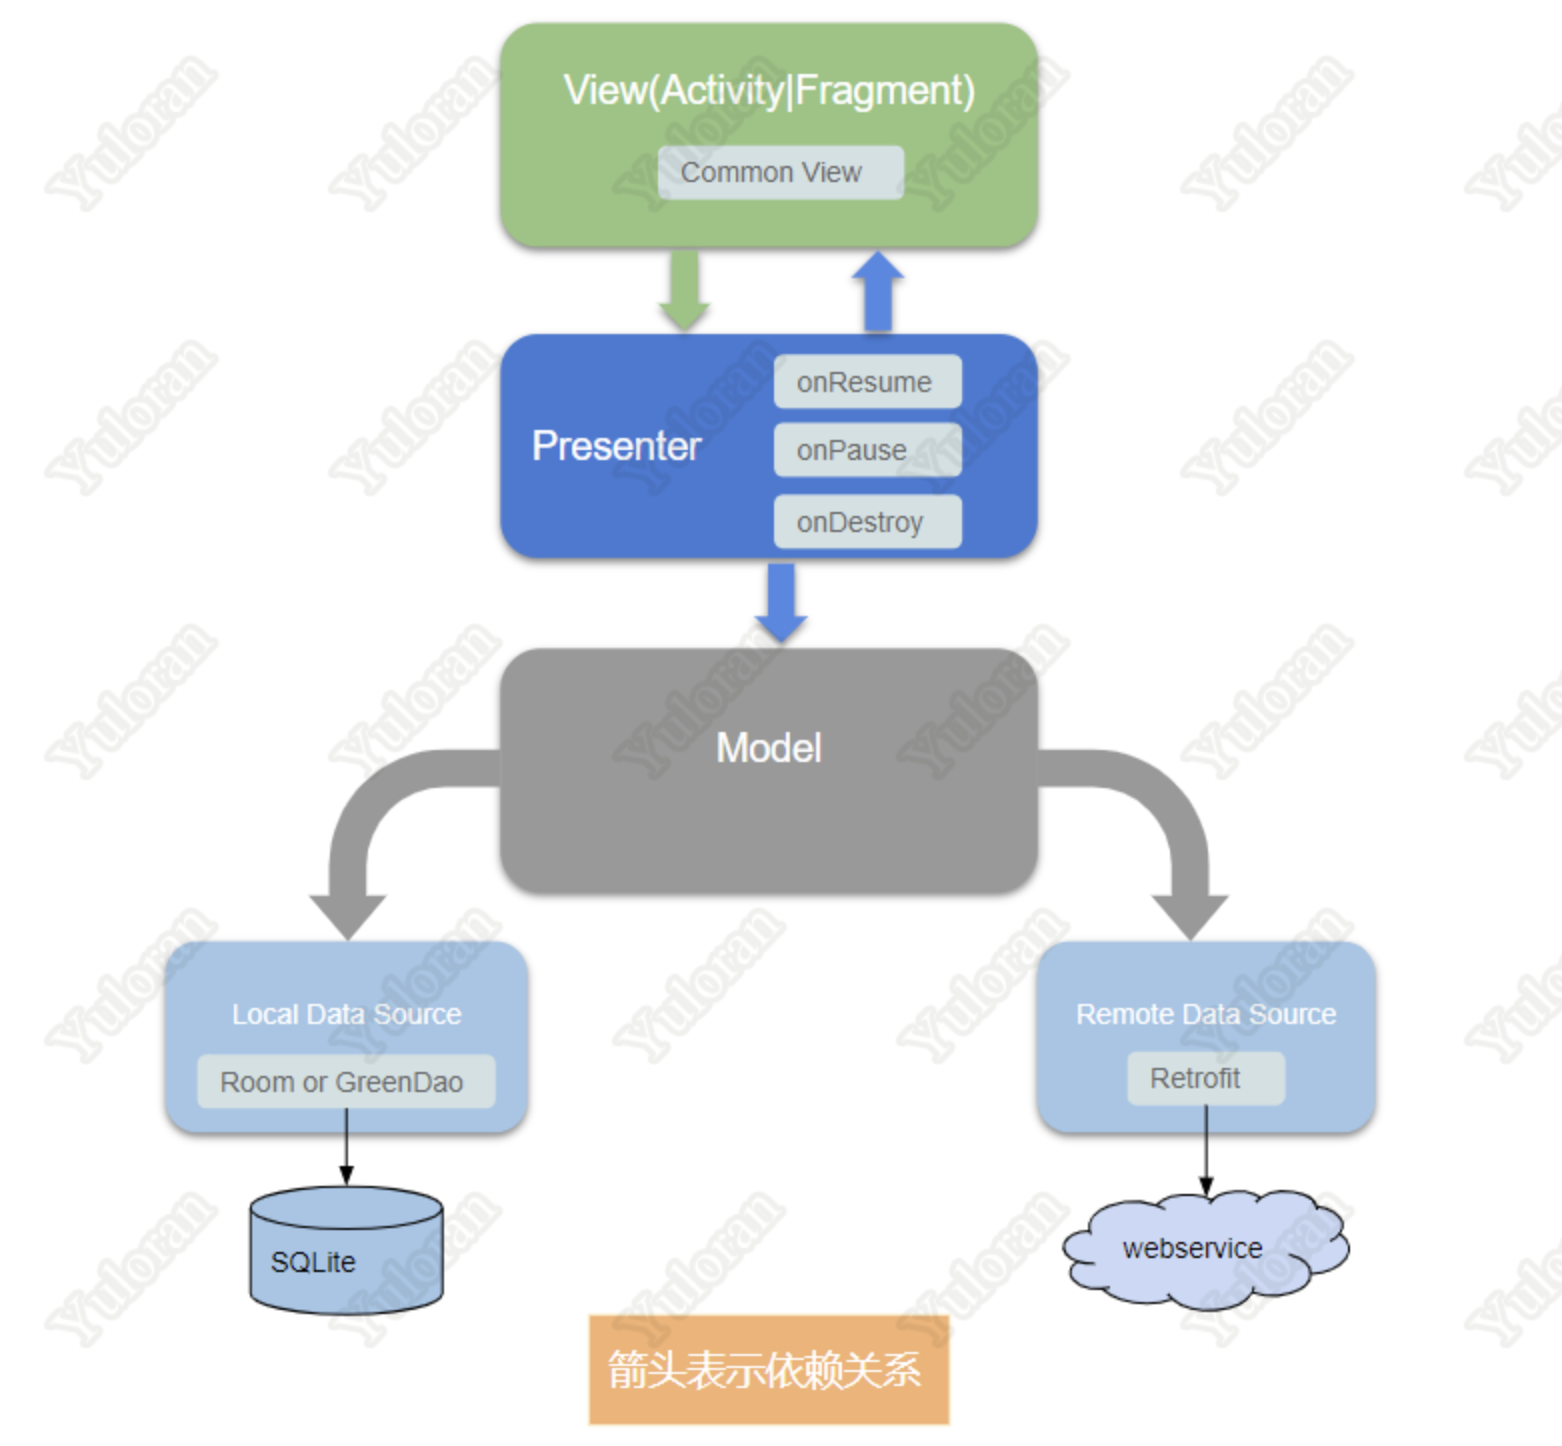 View(Activity|Fragment)
Common View
Presenter
onResume
onPause
onDestroy
Model
Local Data Source
Room or GreenDao
SQLite
Remote Data Source
Retrofit
webservice
箭头表示依赖关系
Yuloran